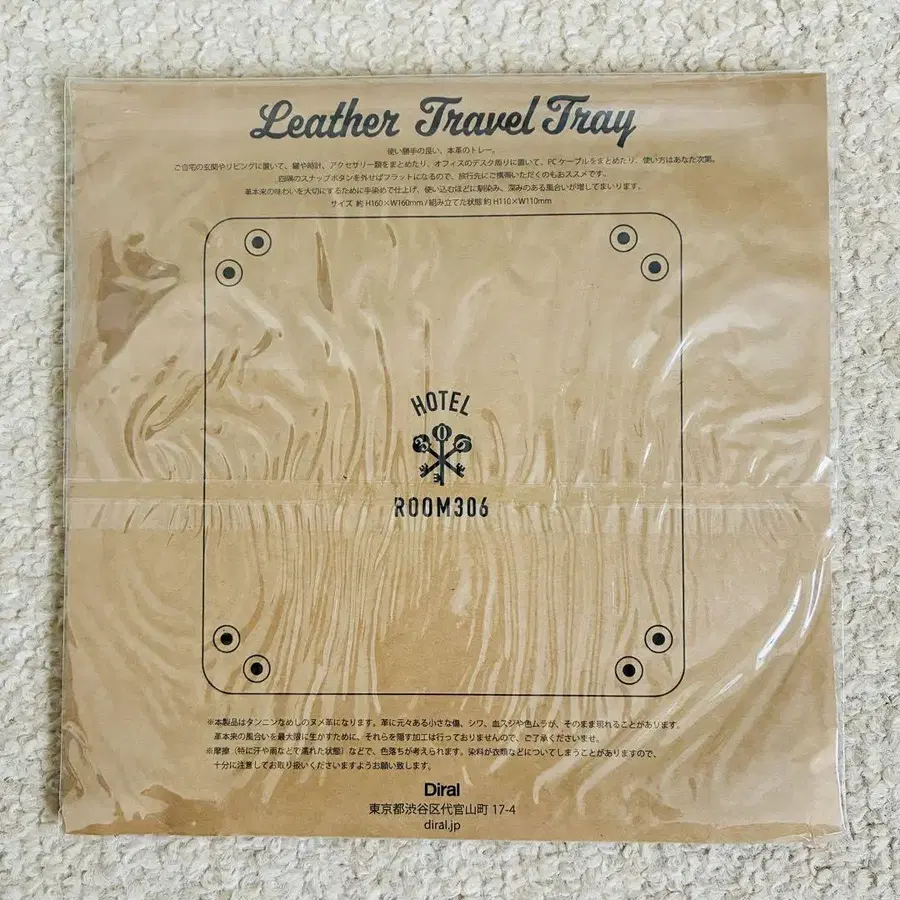 Leather Travel Tray
使い勝手の良い、本革のトレー。
ご自宅の玄関やリビングに置いて、鍵や時計、アクセサリー類をまとめたり、オフィスのデスク周りに置いて、PCケーブルをまとめたり、使い方はあなた次第。
四隅のスナップボタンを外せばフラットになるので、旅行先にご携帯いただくのもおススメです。
革本来の味わいを大切にするために手染めで仕上げ、使い込むほどに馴染み、深みのある風合いが増してまいります。
サイズ 約 H160×W160mm / 組み立てた状態 約 H110×W110mm
HOTEL
306
ROOM306
※本製品はタンニンなめしのヌメ革になります。革に元々ある小さな傷、シワ、血スジや色ムラが、そのまま現れることがあります。
革本来の風合いを最大限に生かすために、それらを隠す加工は行っておりませんので、ご了承くださいませ。
※摩擦（特に汗や雨などで濡れた状態）などで、色落ちが考えられます。染料が衣類などについてしまうことがありますので、
十分に注意してお取り扱いくださいますようお願い致します。
Diral
東京都渋谷区代官山町 17-4
diral.jp